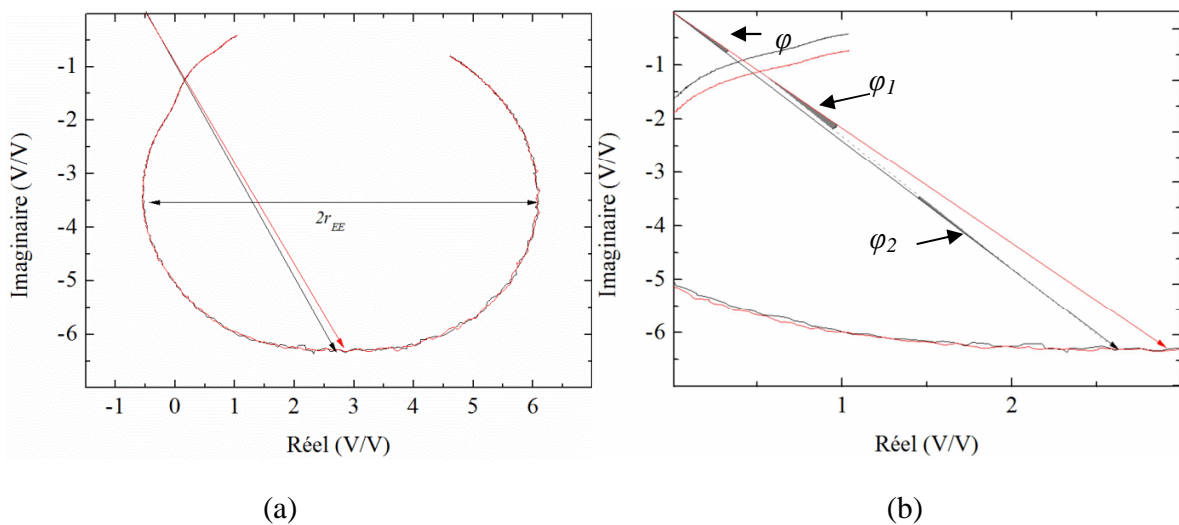 -1
-2
-3
-4
-5
-6
-1 0 1 2 3 4 5 6
Imaginaire (V/V)
Réel (V/V)
2r_EE
(a)
-1
-2
-3
-4
-5
-6
1 2
Imaginaire (V/V)
Réel (V/V)
φ
φ1
φ2
(b)